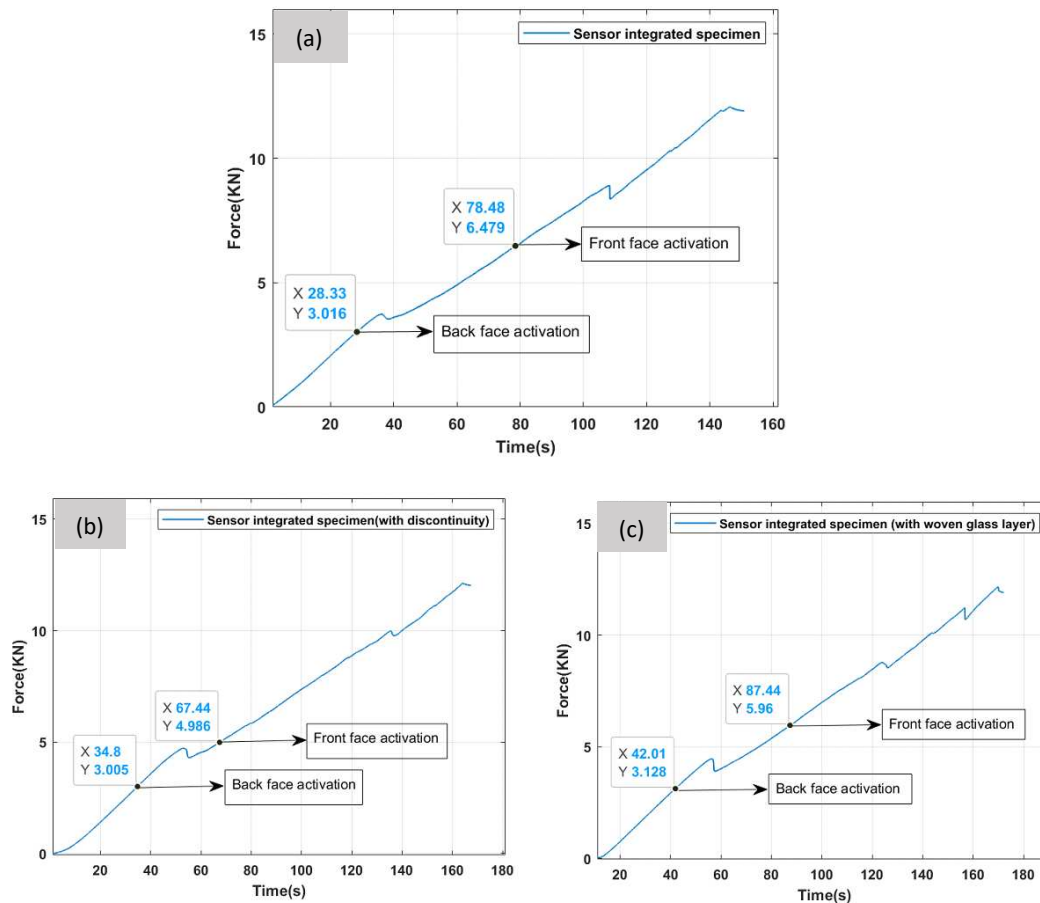 (a)
Sensor integrated specimen
15
10
5
0
Force(KN)
X 78.48
Y 6.479
Front face activation
X 28.33
Y 3.016
Back face activation
20 40 60 80 100 120 140 160
Time(s)
(b)
Sensor integrated specimen(with discontinuity)
15
10
5
0
Force(KN)
X 67.44
Y 4.986
Front face activation
X 34.8
Y 3.005
Back face activation
20 40 60 80 100 120 140 160 180
Time(s)
(c)
Sensor integrated specimen (with woven glass layer)
15
10
5
0
Force(KN)
X 87.44
Y 5.96
Front face activation
X 42.01
Y 3.128
Back face activation
20 40 60 80 100 120 140 160
Time(s)